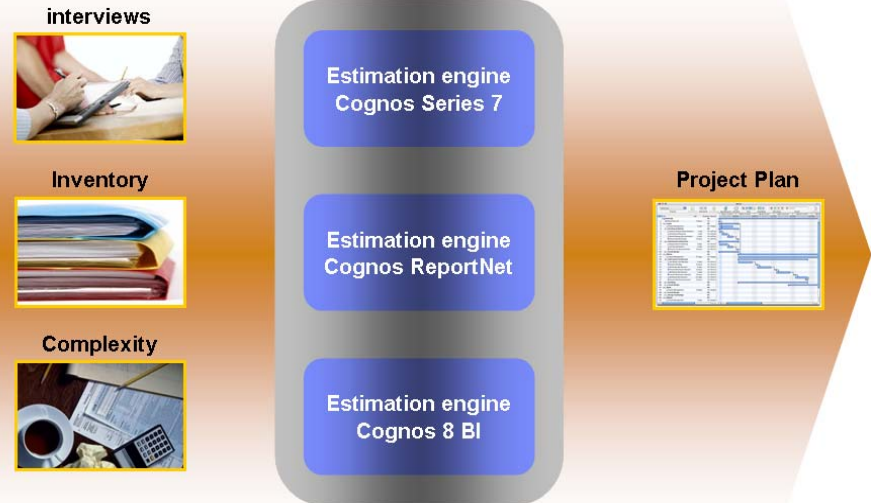 interviews
Inventory
Complexity
Estimation engine
Cognos Series 7
Estimation engine
Cognos ReportNet
Estimation engine
Cognos 8 BI
Project Plan